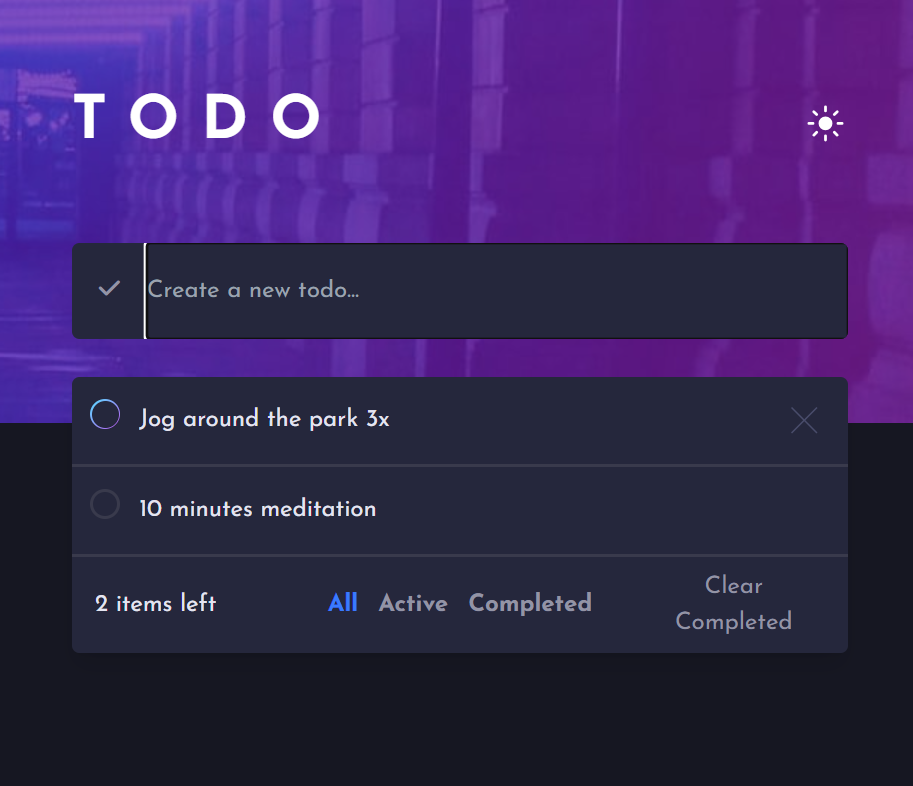 TODO
Create a new todo...
Jog around the park 3x
10 minutes meditation
2 items left
All Active Completed
Clear
Completed